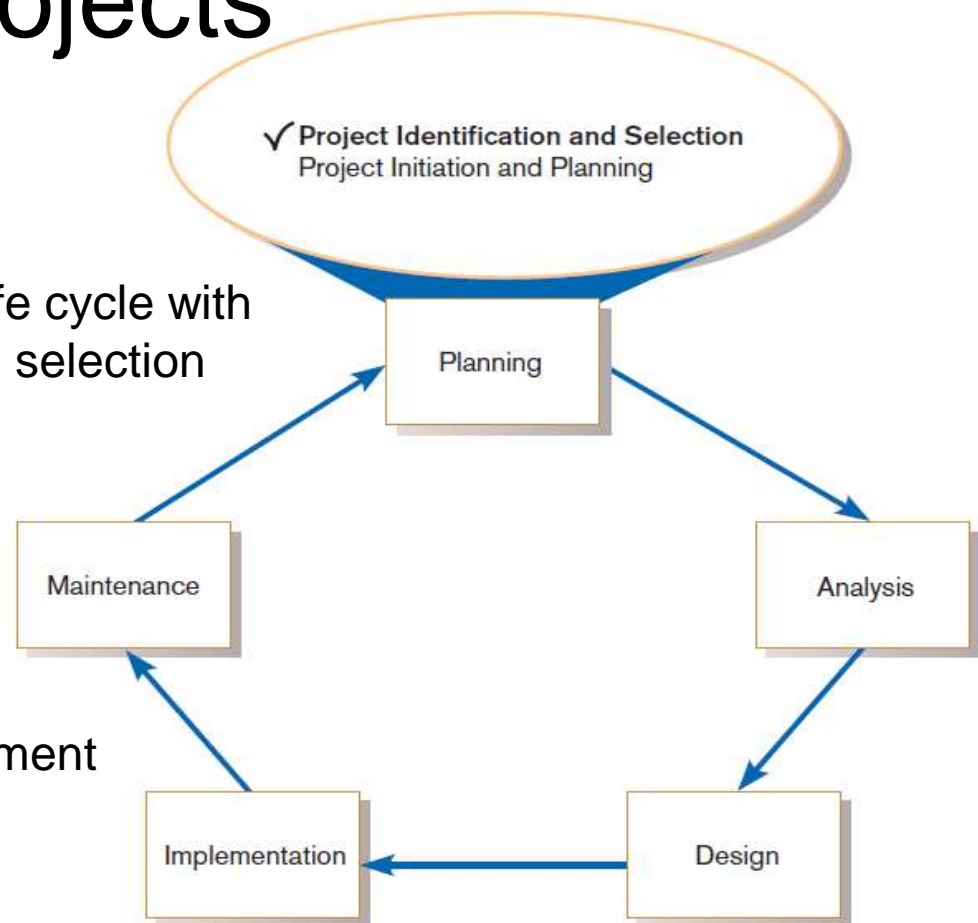 ojects
✓ Project Identification and Selection
Project Initiation and Planning
fe cycle with
selection
Planning
Maintenance
Analysis
ment
Implementation
Design